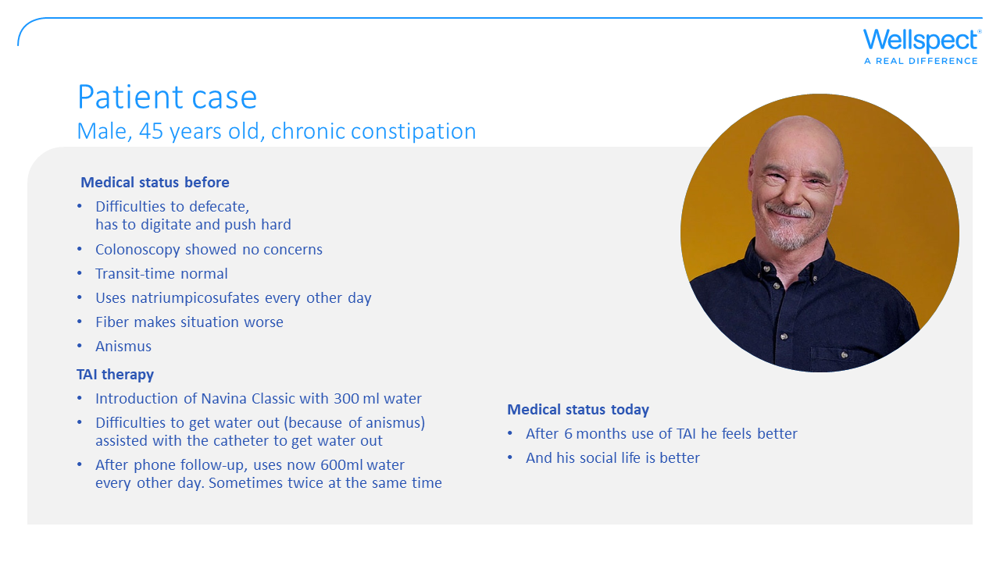 Wellspect®
A REAL DIFFERENCE
Patient case
Male, 45 years old, chronic constipation
Medical status before
• Difficulties to defecate,
has to digitate and push hard
• Colonoscopy showed no concerns
• Transit-time normal
• Uses natriumpicosufates every other day
• Fiber makes situation worse
• Anismus
TAI therapy
• Introduction of Navina Classic with 300 ml water
• Difficulties to get water out (because of anismus)
assisted with the catheter to get water out
• After phone follow-up, uses now 600ml water
every other day. Sometimes twice at the same time
Medical status today
• After 6 months use of TAI he feels better
• And his social life is better